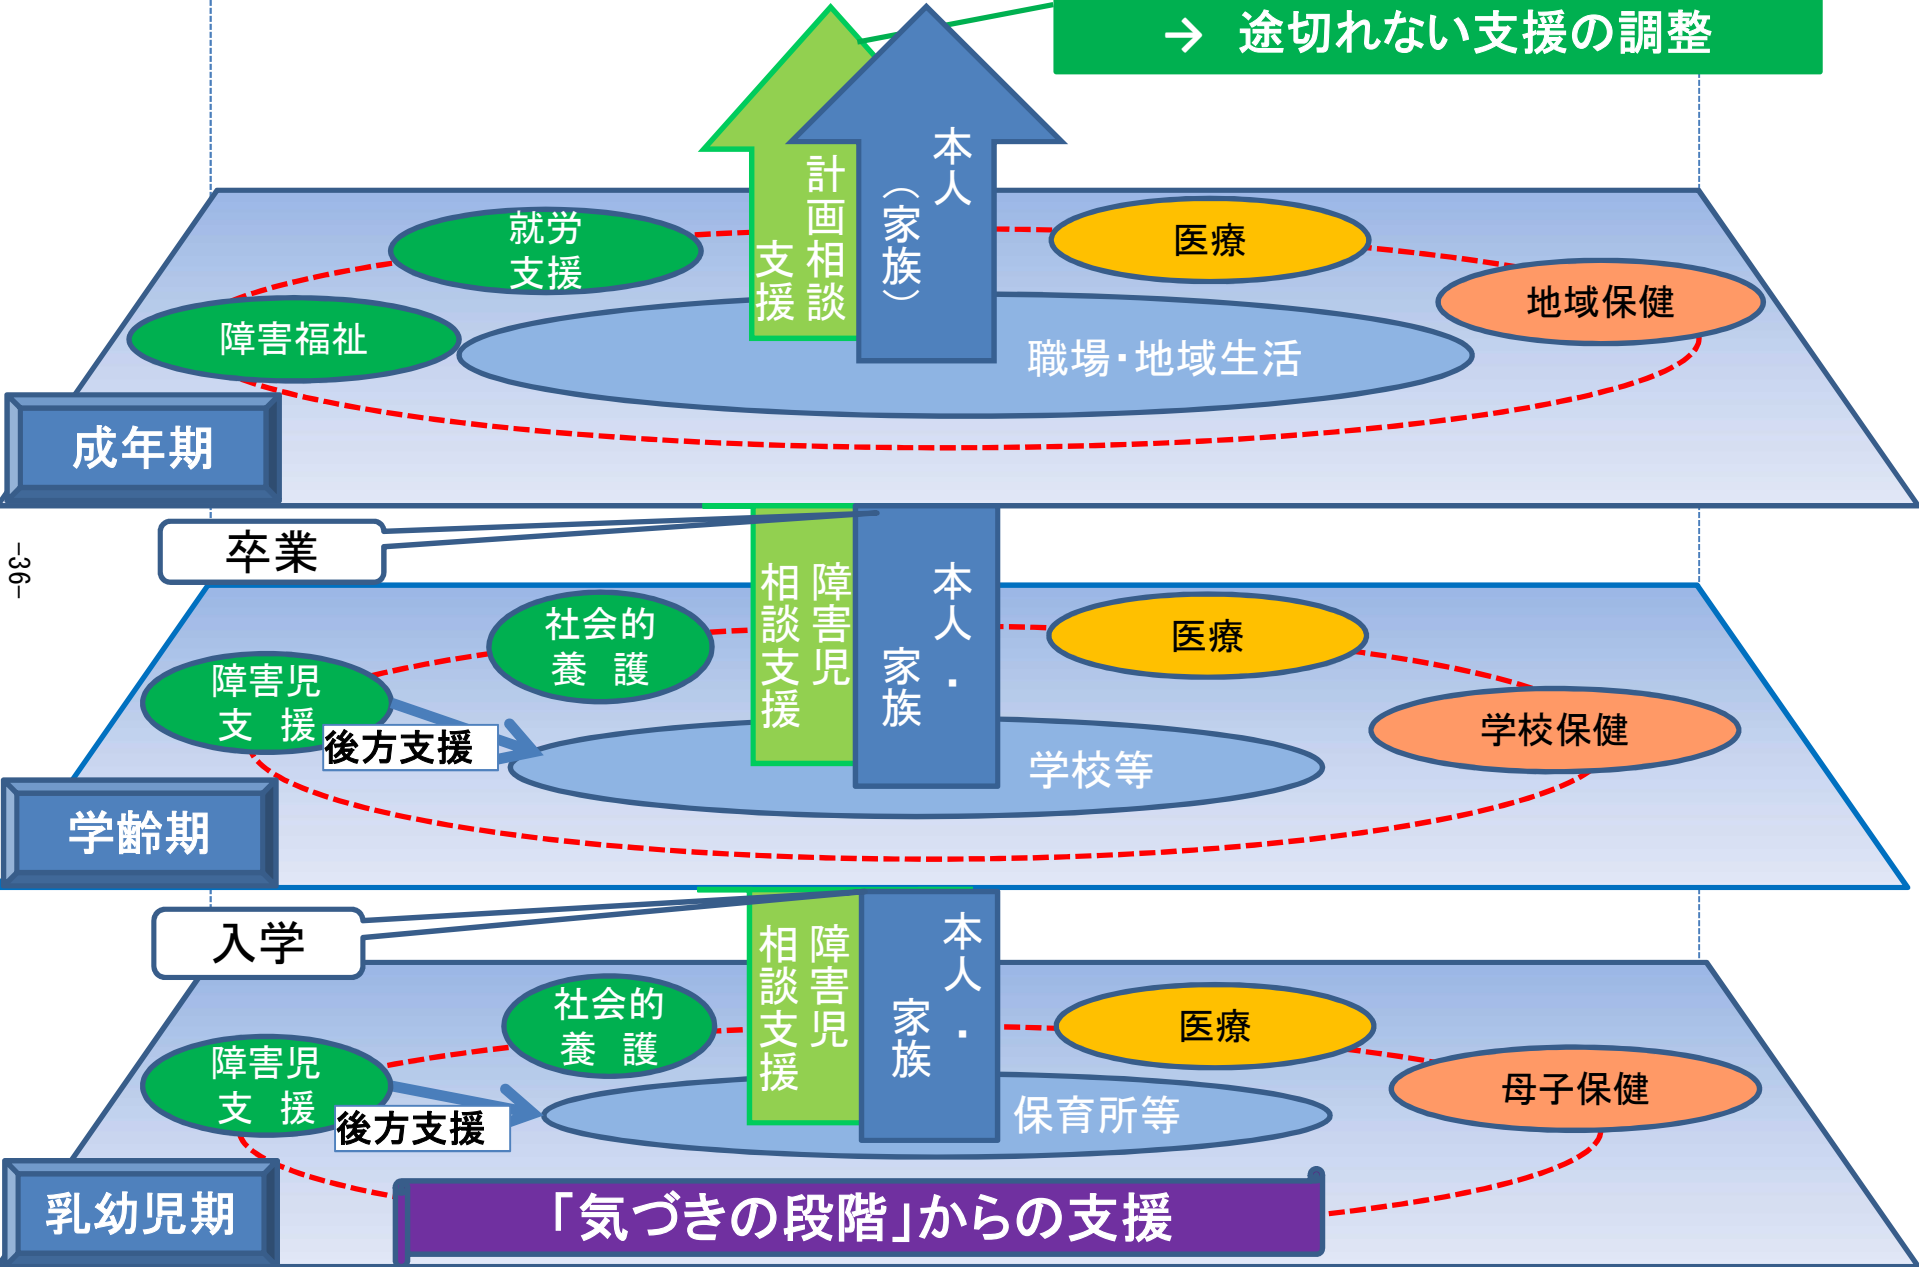 → 途切れない支援の調整
本人
（家族）
計画相談
支援
就労
支援
医療
地域保健
障害福祉
職場・地域生活
成年期
卒業
-36-
本人・
家族
障害児
相談支援
社会的
養 護
医療
障害児
支 援
後方支援
学校保健
学校等
学齢期
入学
本人・
家族
障害児
相談支援
社会的
養 護
医療
障害児
支 援
後方支援
母子保健
保育所等
乳幼児期
「気づきの段階」からの支援